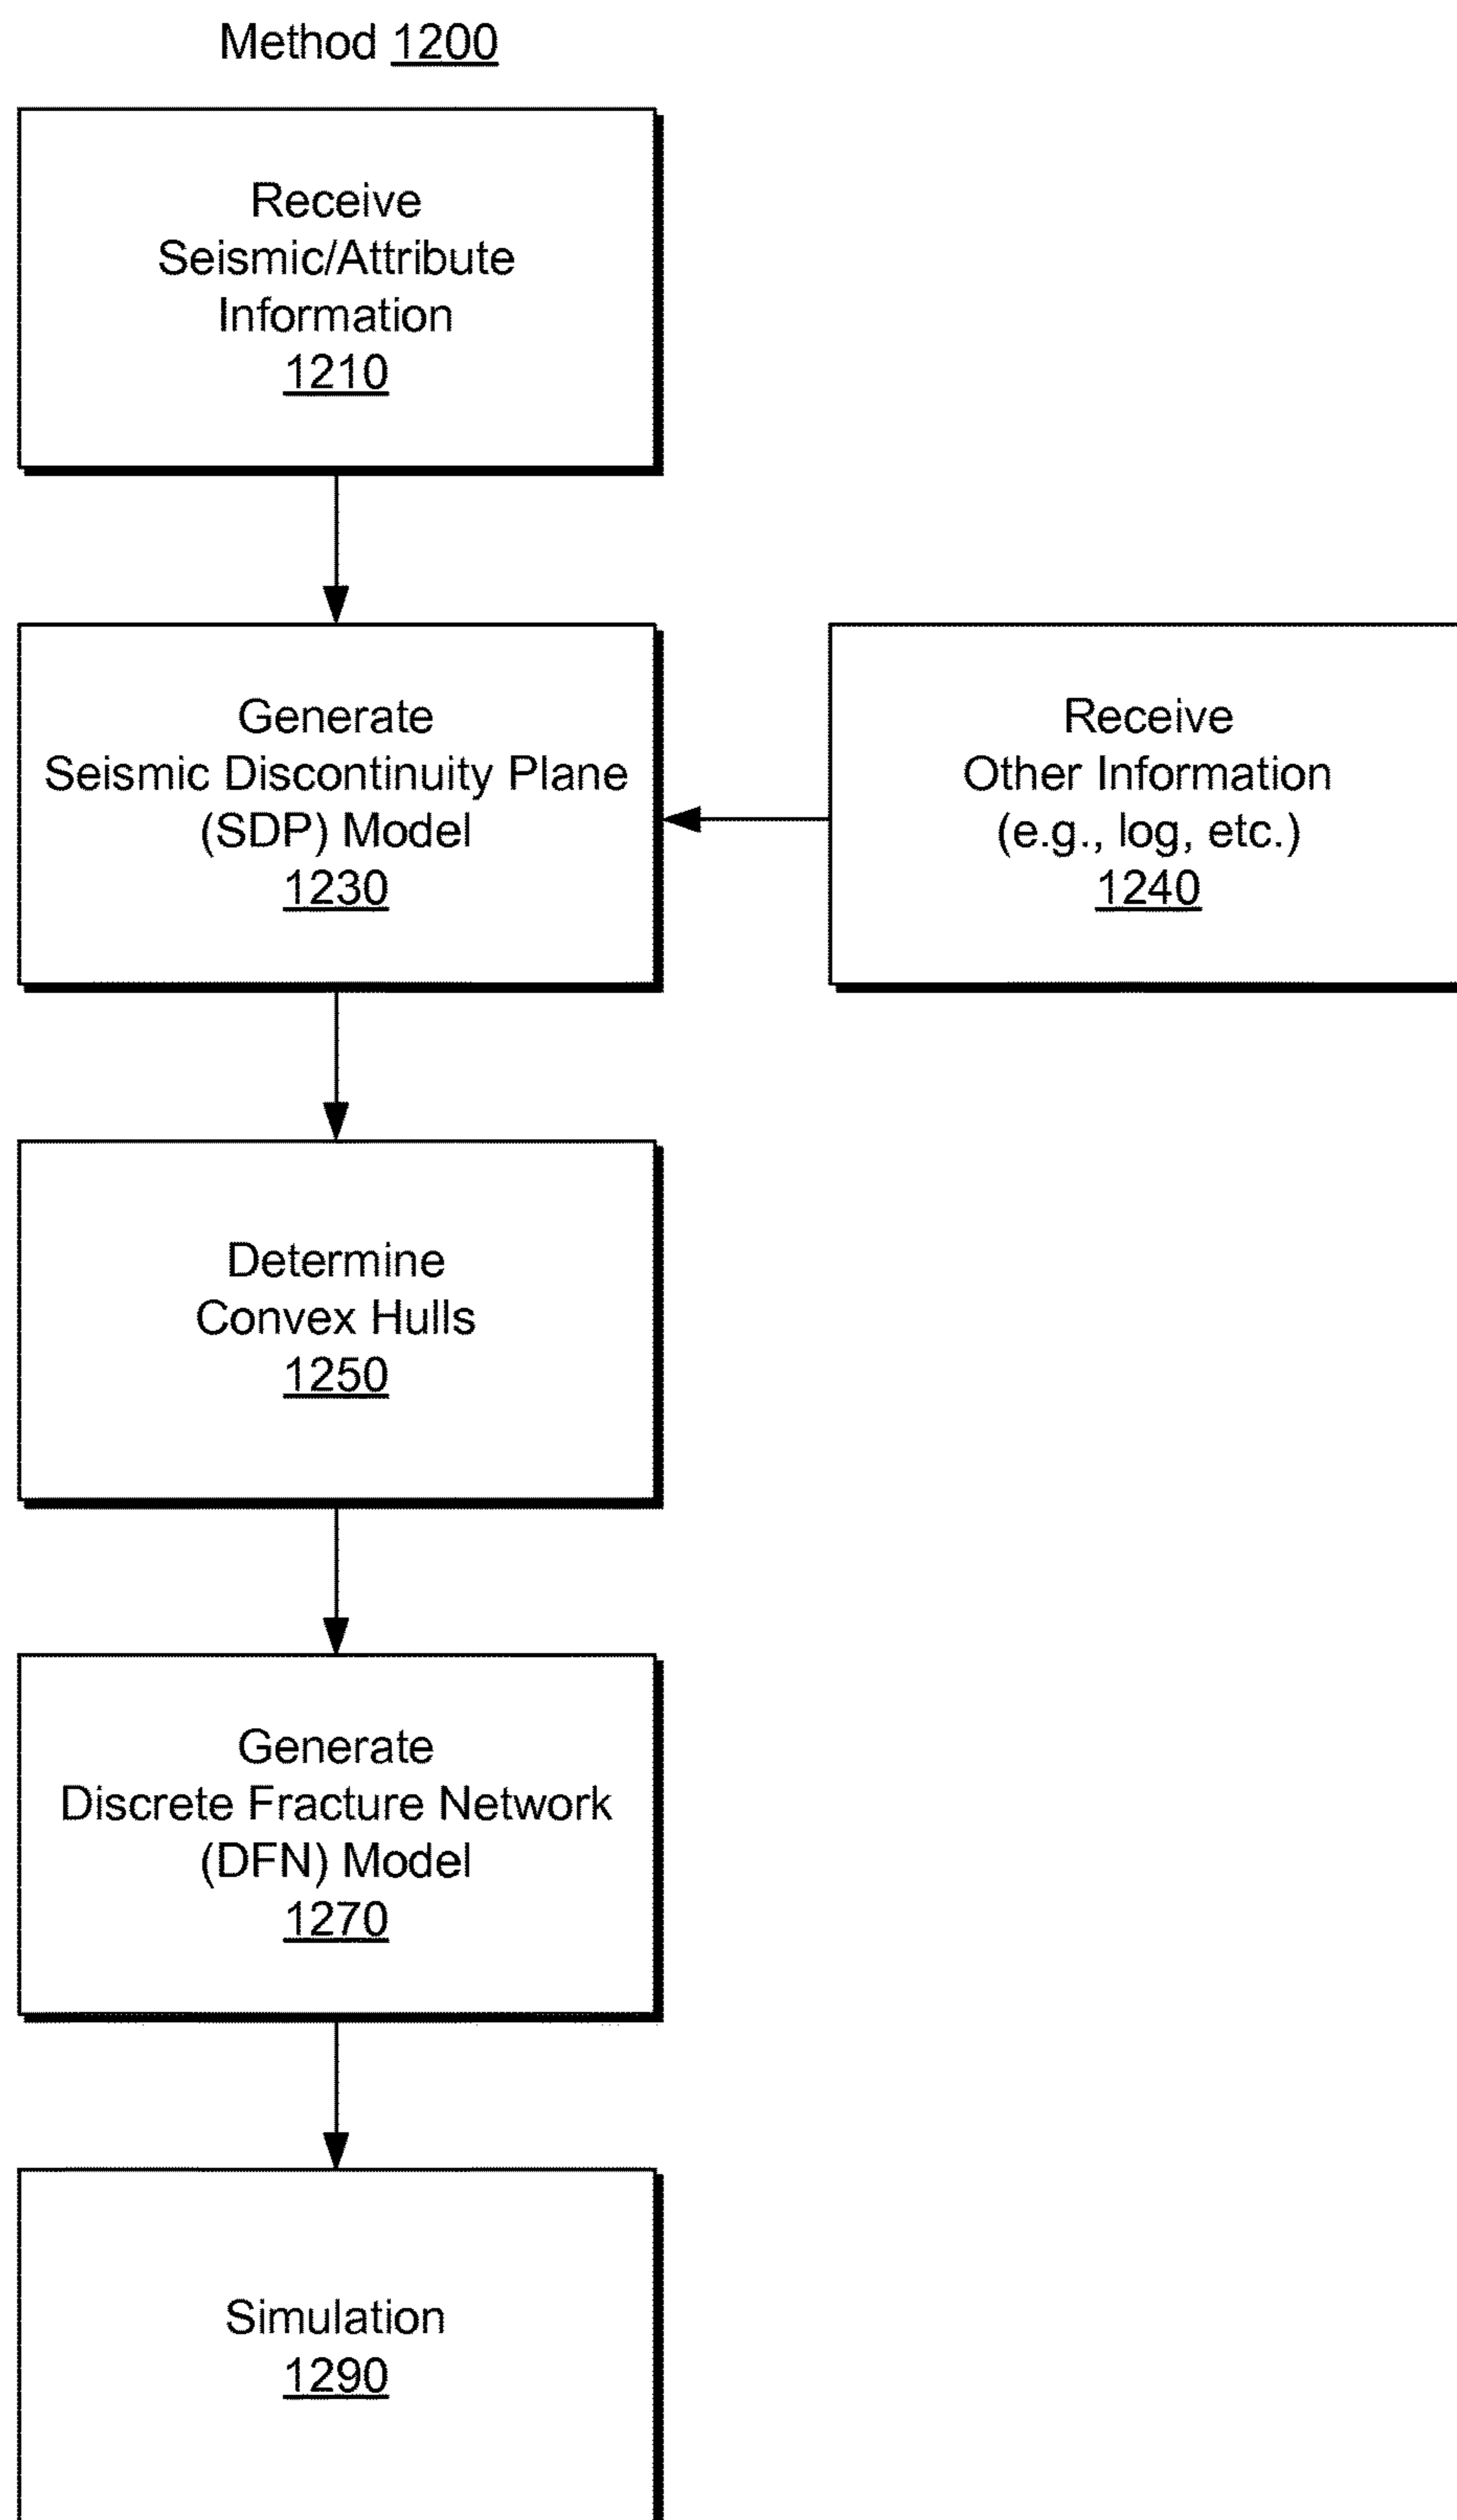 Method 1200
Receive
Seismic/Attribute
Information
1210
Generate
Seismic Discontinuity Plane
(SDP) Model
1230
Receive
Other Information
(e.g., log, etc.)
1240
Determine
Convex Hulls
1250
Generate
Discrete Fracture Network
(DFN) Model
1270
Simulation
1290